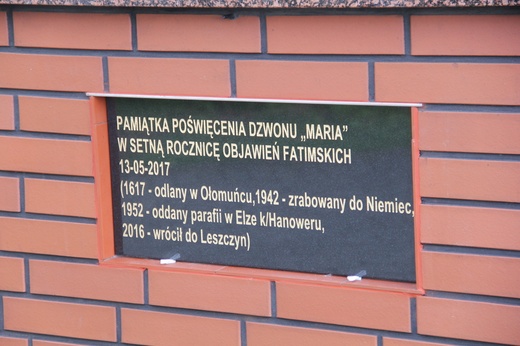 PAMIĄTKA POŚWIĘCENIA DZWONU „MARIA”
W SETNĄ ROCZNICĘ OBJAWIEŃ FATIMSKICH
13-05-2017
(1617 - odlany w Ołomuńcu,1942 - zrabowany do Niemiec,
1952 - oddany parafii w Elze k/Hanoweru,
2016 - wrócił do Leszczyn)